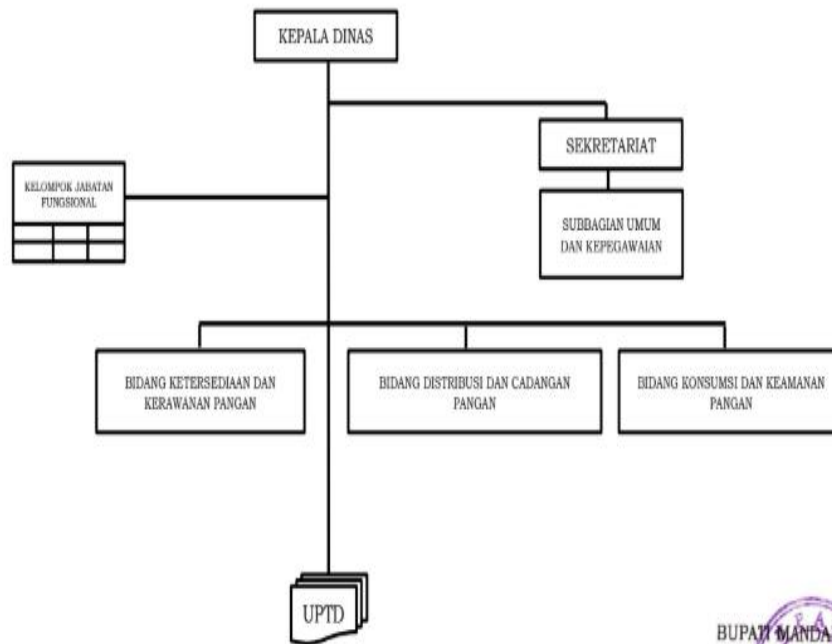 KEPALA DINAS
SEKRETARIAT
KELOMPOK JABATAN
FUNGSIONAL
SUBBAGIAN UMUM
DAN KEPEGAWAIAN
BIDANG KETERSEDIAAN DAN
KERAWANAN PANGAN
BIDANG DISTRIBUSI DAN CADANGAN
PANGAN
BIDANG KONSUMSI DAN KEAMANAN
PANGAN
UPTD
BUPATI